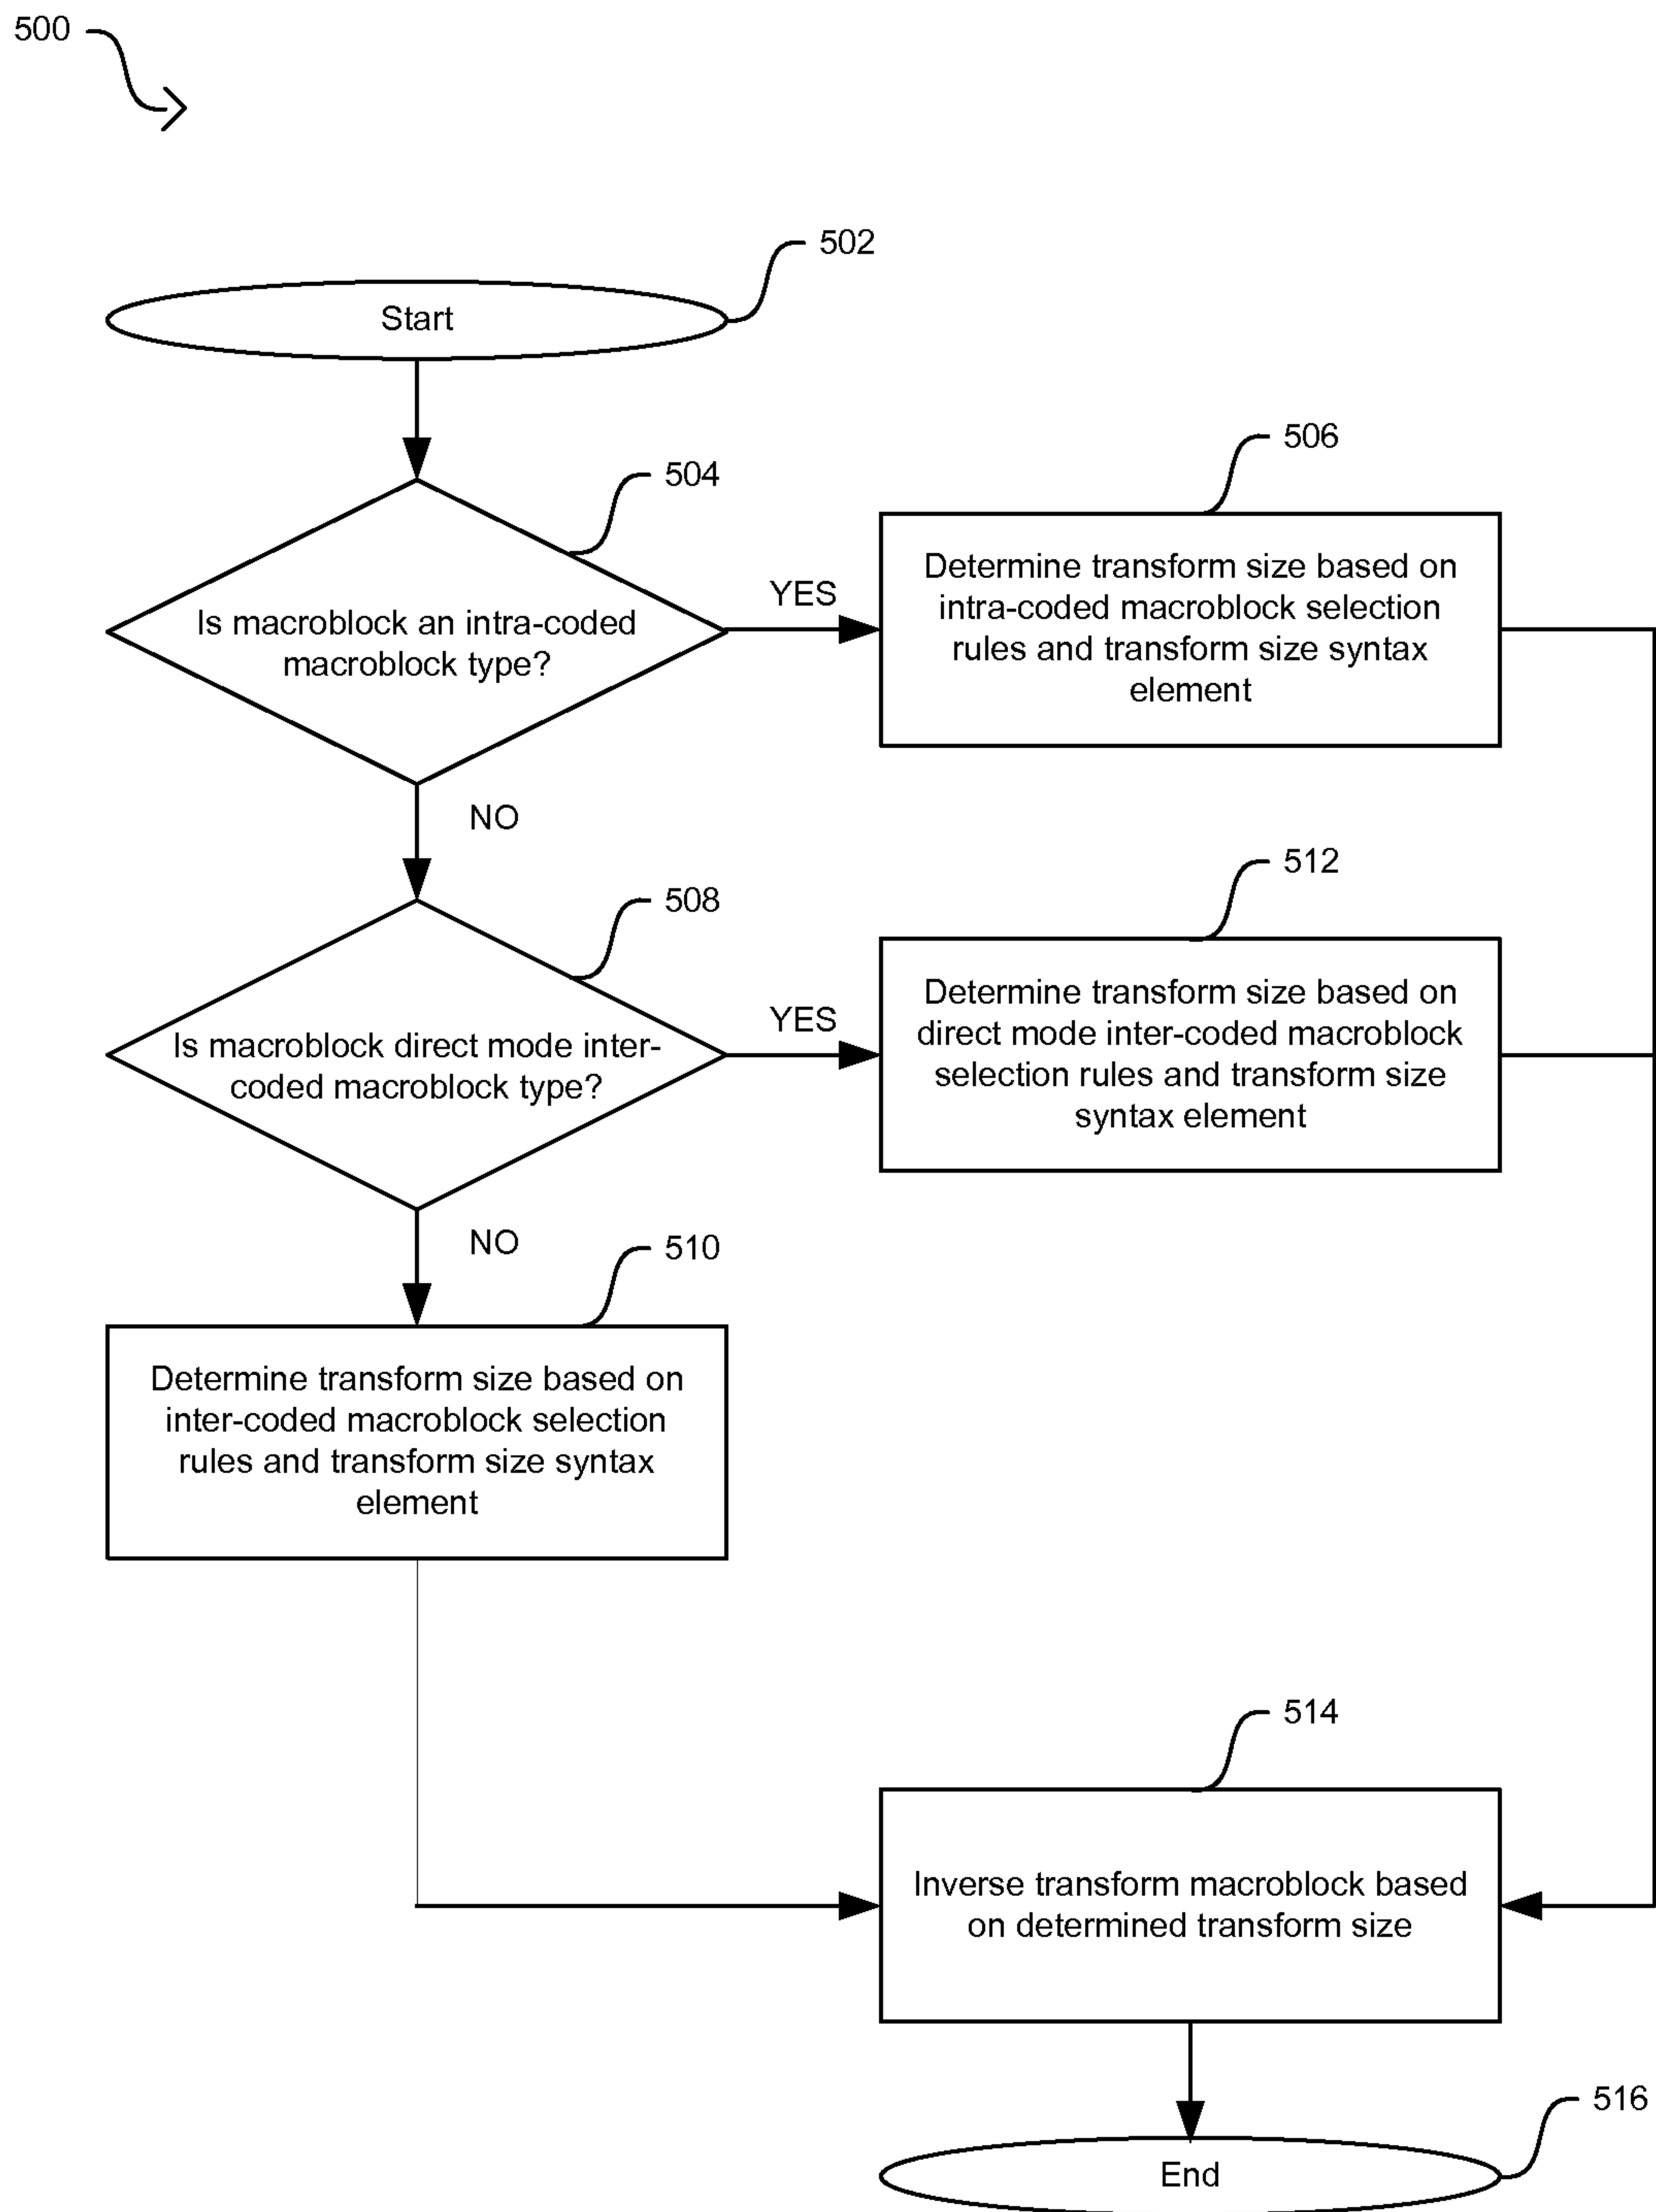 500
502
Start
504
Is macroblock an intra-coded
macroblock type?
YES
506
Determine transform size based on
intra-coded macroblock selection
rules and transform size syntax
element
NO
508
Is macroblock direct mode inter-
coded macroblock type?
YES
512
Determine transform size based on
direct mode inter-coded macroblock
selection rules and transform size
syntax element
NO
510
Determine transform size based on
inter-coded macroblock selection
rules and transform size syntax
element
514
Inverse transform macroblock based
on determined transform size
516
End